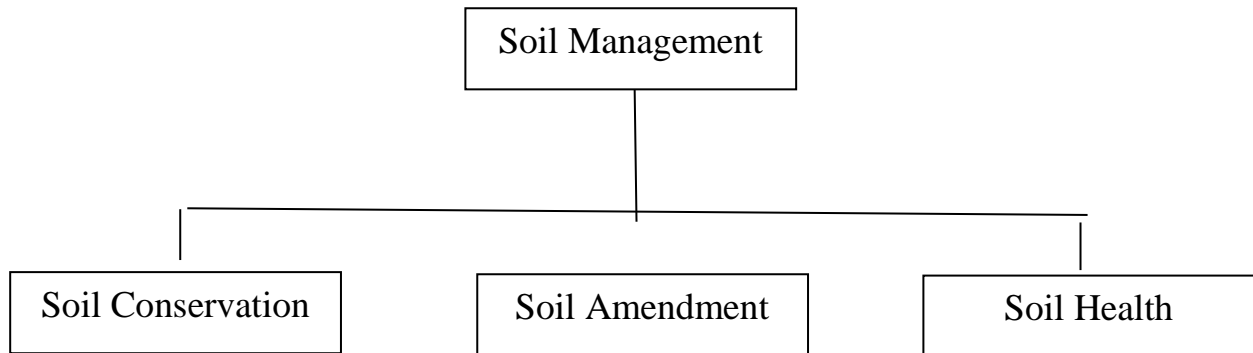 Soil Management
Soil Conservation
Soil Amendment
Soil Health